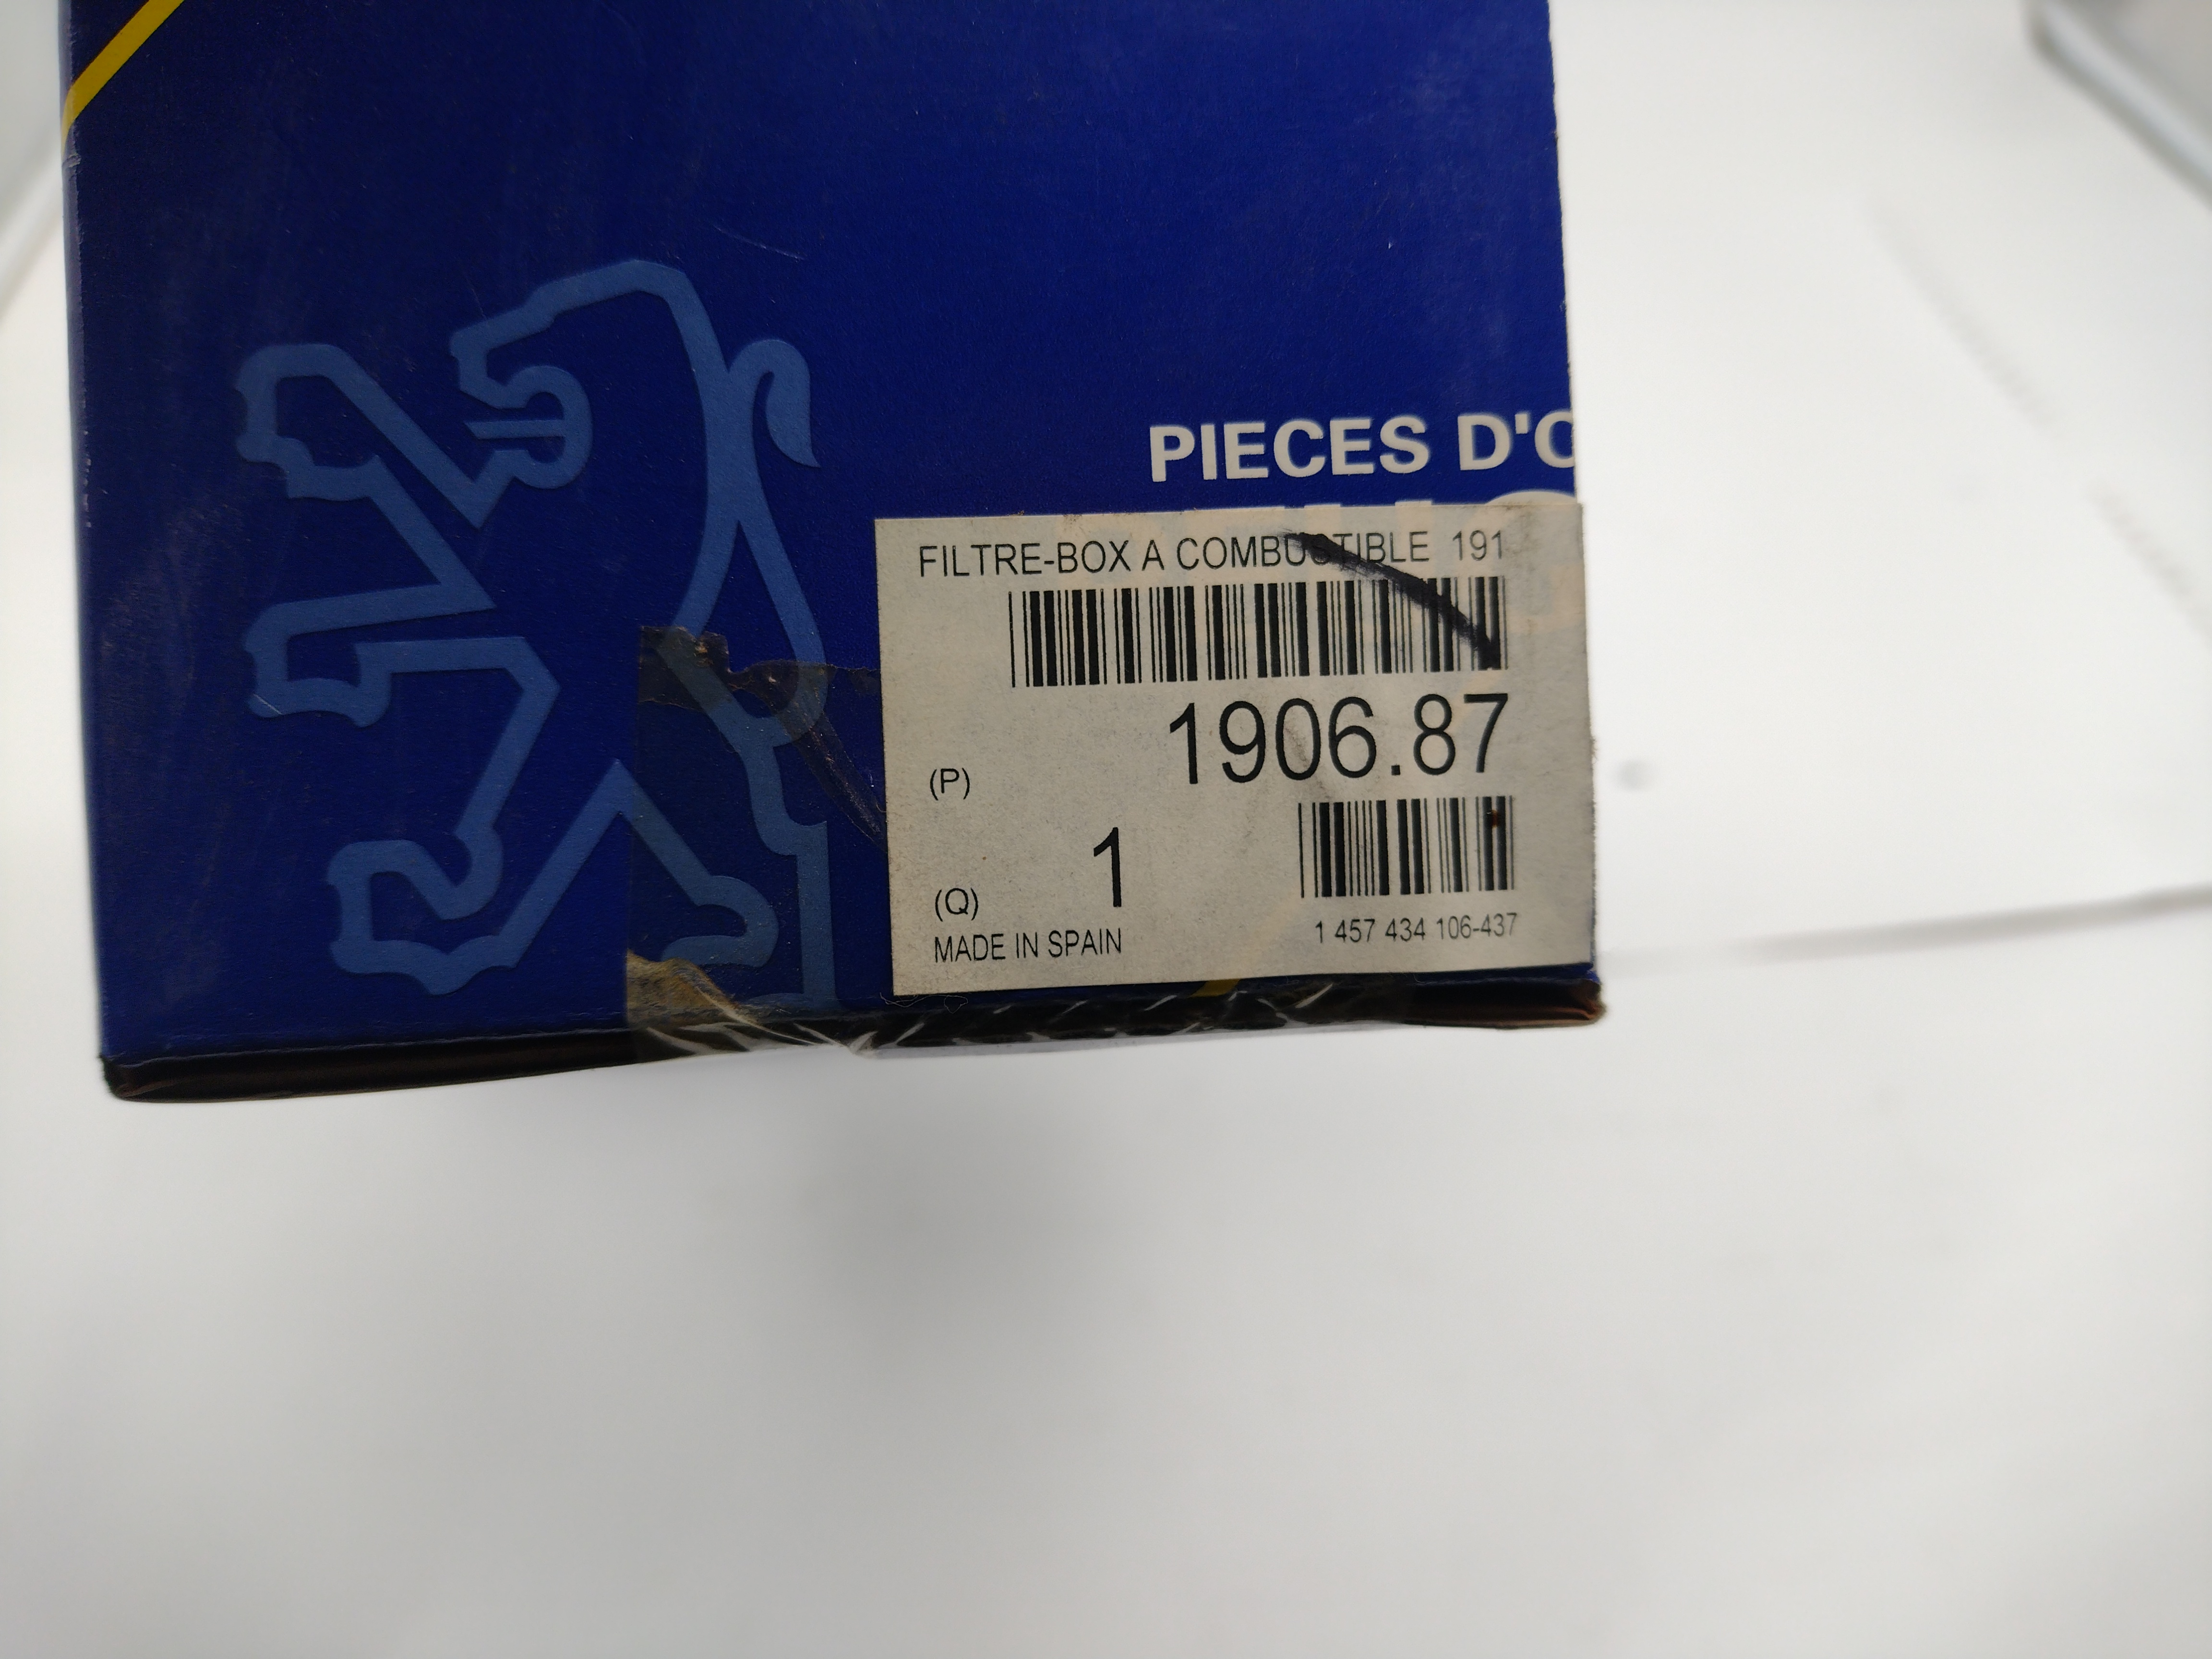 PIECES D'O
FILTRE-BOX A COMBUSTIBLE 191
1906.87
(P)
1
(Q)
MADE IN SPAIN
1 457 434 106-437